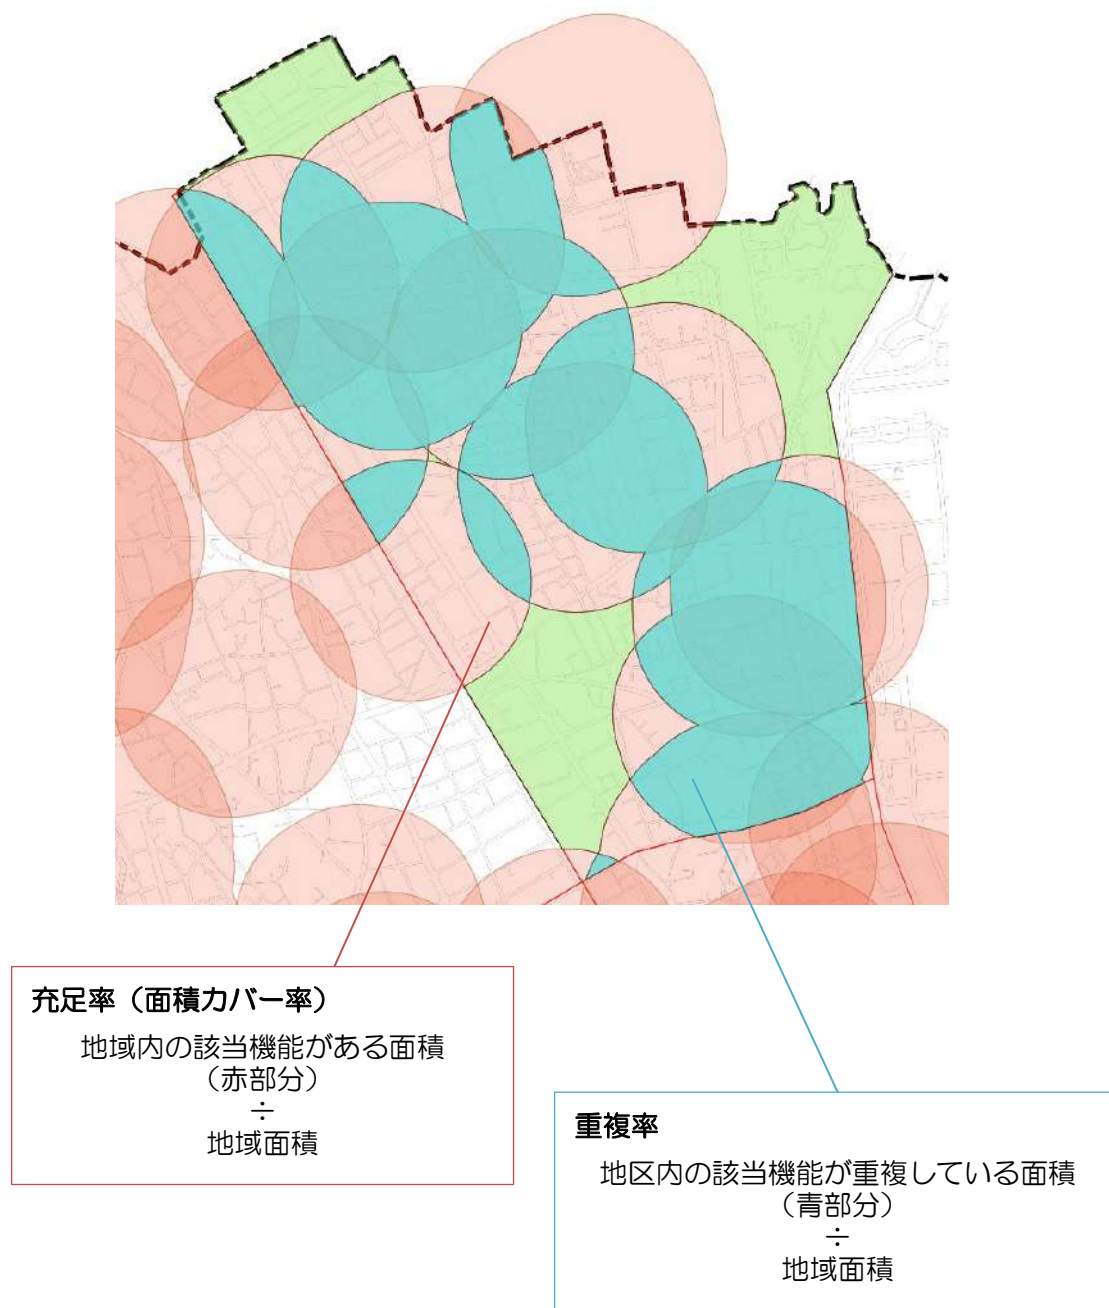 充足率（面積カバー率）
地域内の該当機能がある面積
（赤部分）
÷
地域面積
重複率
地区内の該当機能が重複している面積
（青部分）
÷
地域面積